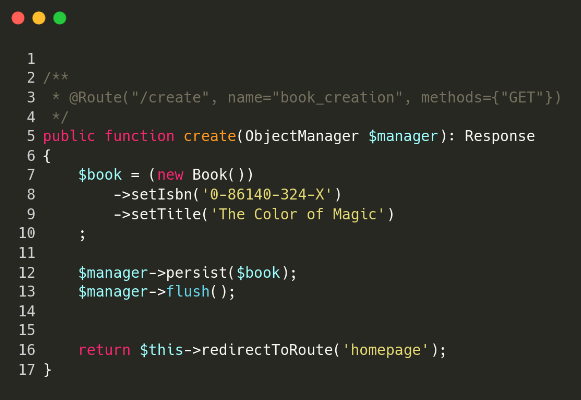 1
2 /**
3  * @Route("/create", name="book_creation", methods={"GET"})
4  */
5 public function create(ObjectManager $manager): Response
6 {
7     $book = (new Book())
8         ->setIsbn('0-86140-324-X')
9         ->setTitle('The Color of Magic')
10     ;
11
12     $manager->persist($book);
13     $manager->flush();
14
15
16     return $this->redirectToRoute('homepage');
17 }